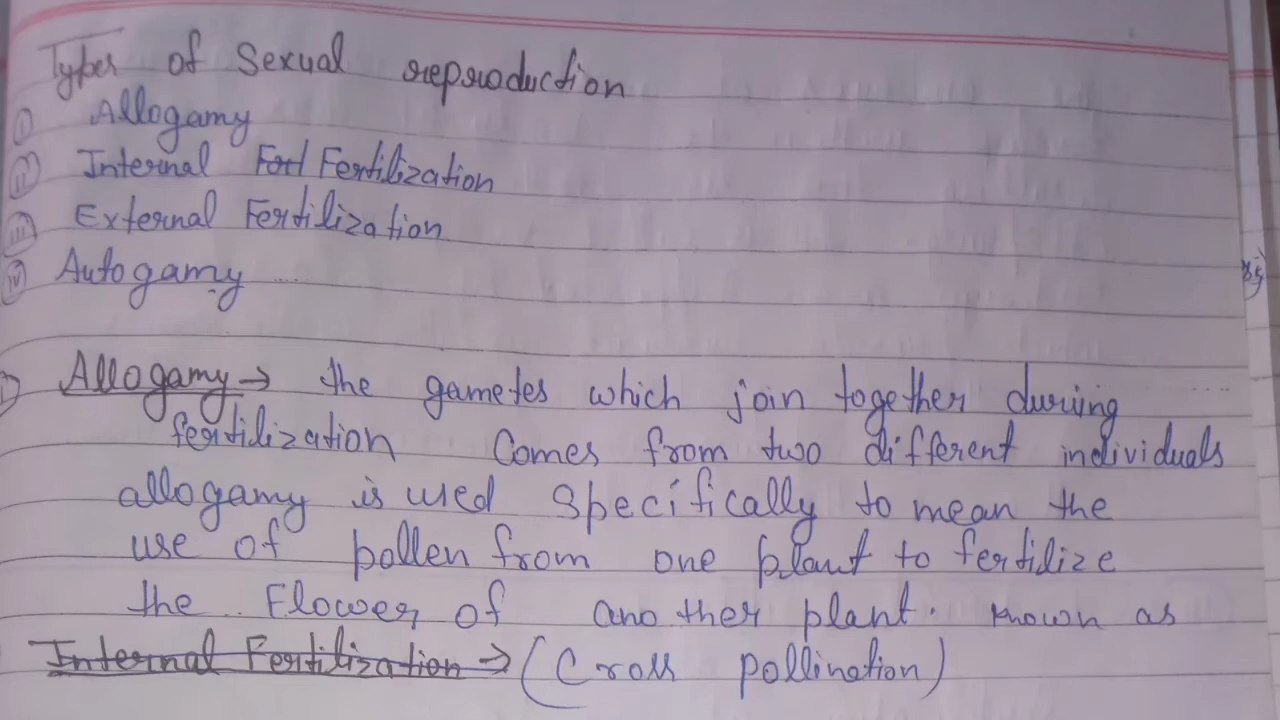 Types of Sexual reproduction
i) Allogamy
ii) Internal Fert Fertilization
iii) External Fertilization
iv) Autogamy
Allogamy → the gametes which join together during
fertilization Comes from two different individuals
allogamy is used specifically to mean the
use of pollen from one plant to fertilize
the Flower of another plant. known as
Internal Fertilization → (Cross pollination)